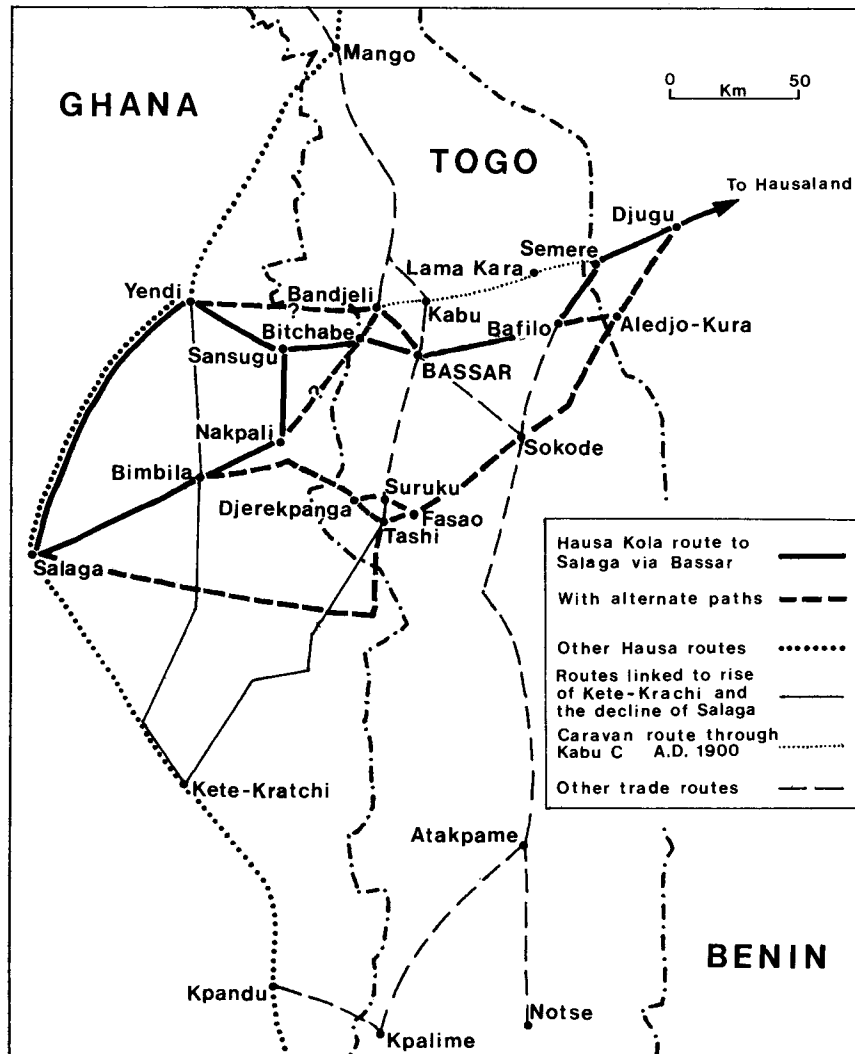 Mango
0 50
Km
GHANA
TOGO
To Hausaland
Djugu
Semere
Lama Kara
Yendi
Bandjeli
?
Kabu
Bitchabe
Bafilo
Aledjo-Kura
Sansugu
BASSAR
?
Nakpali
Sokode
Bimbila
Suruku
Djerekpanga
Fasao
Tashi
Salaga
Hausa Kola route to
Salaga via Bassar
With alternate paths
Other Hausa routes
Routes linked to rise
of Kete-Krachi and
the decline of Salaga
Caravan route through
Kabu C A.D. 1900
Other trade routes
Kete-Kratchi
Atakpame
BENIN
Kpandu
Notse
Kpalime